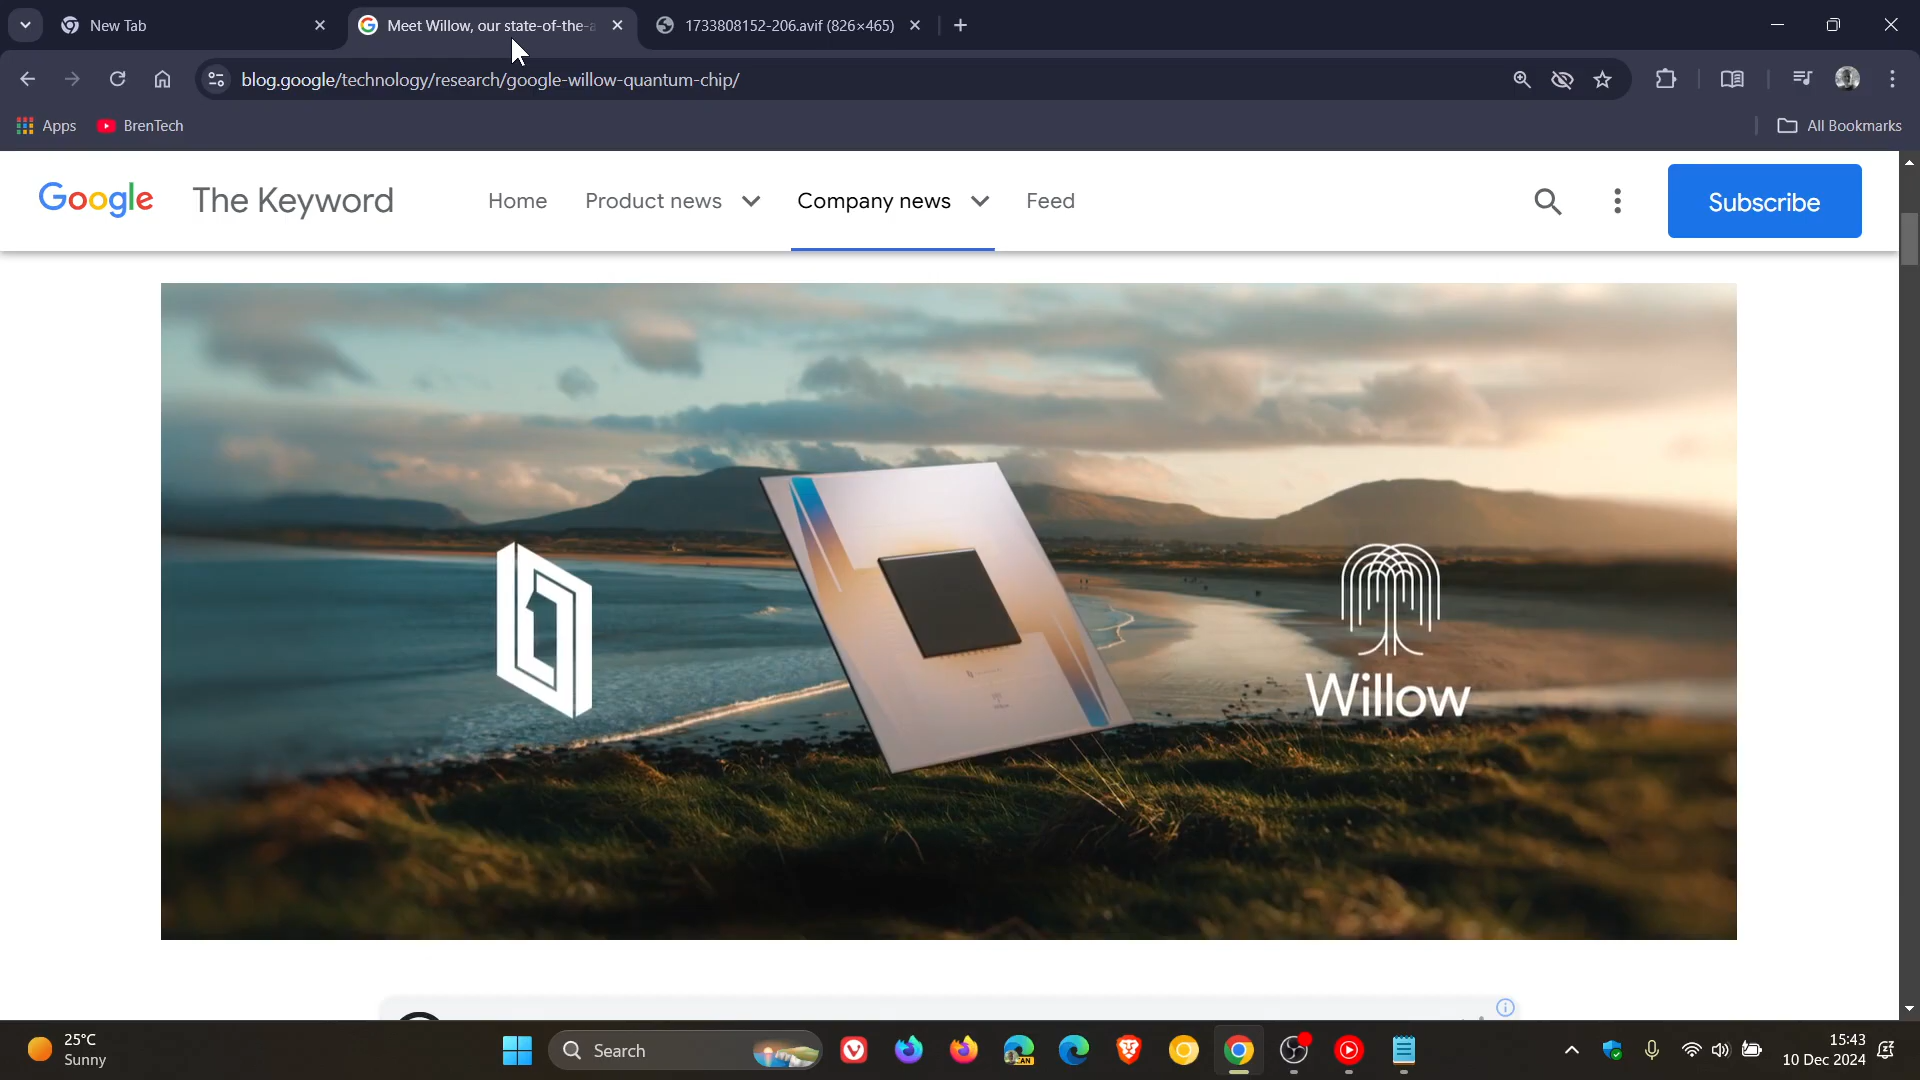 New Tab
Meet Willow, our state-of-the-a
1733808152-206.avif (826×465)
blog.google/technology/research/google-willow-quantum-chip/
Apps
BrenTech
All Bookmarks
Google The Keyword
Home
Product news
Company news
Feed
Subscribe
Willow
25°C
Sunny
Search
15:43
10 Dec 2024